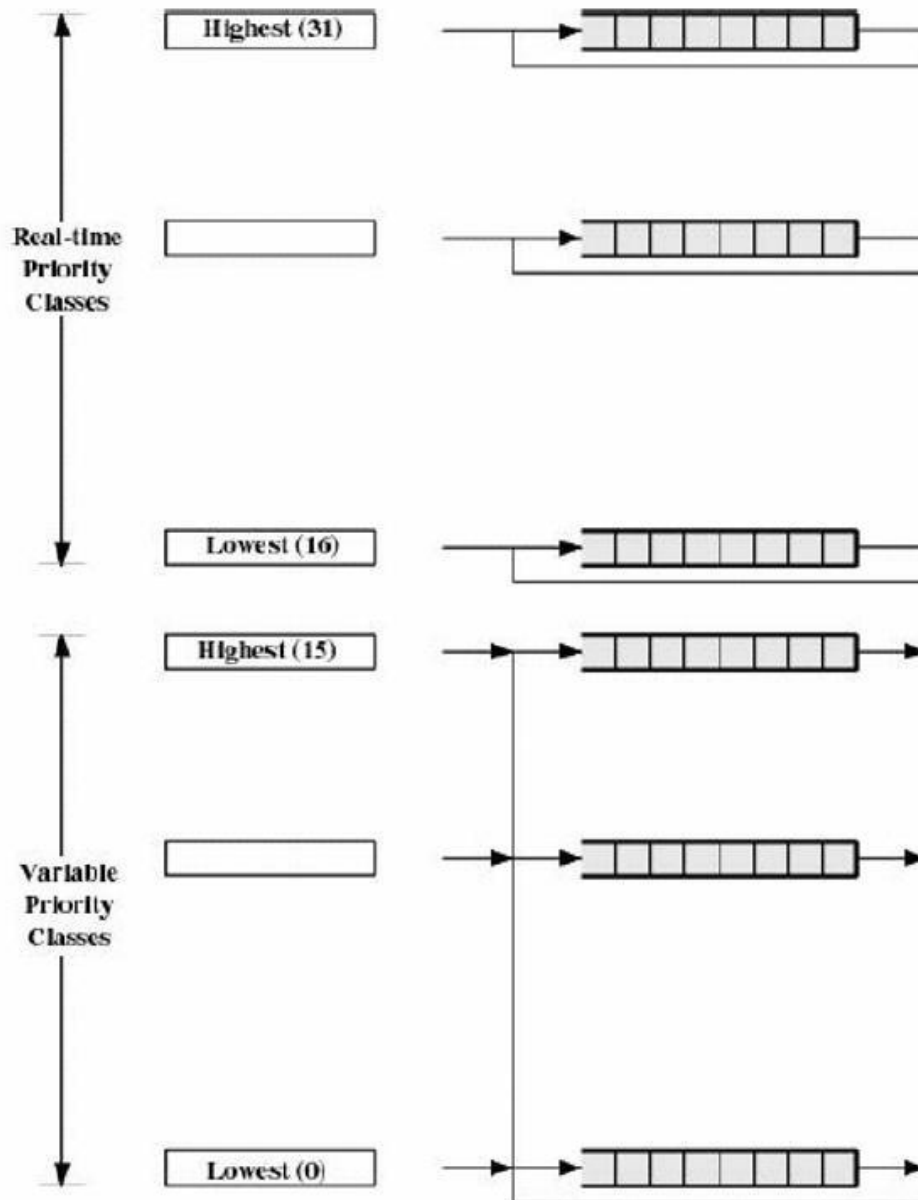 Highest (31)
Real-time
Priority
Classes
Lowest (16)
Highest (15)
Variable
Priority
Classes
Lowest (0)